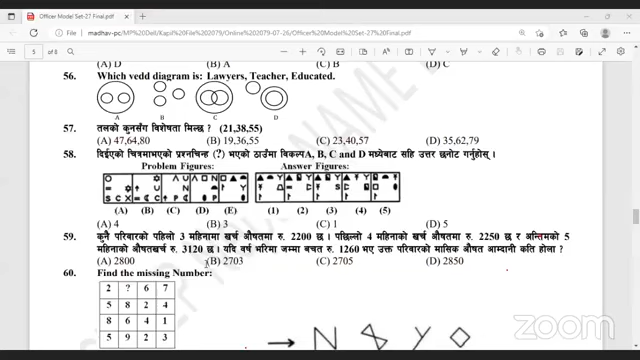 Officer Model Set-27 Final.pdf
madhav-pc/MP%20Dell/Kapil%20File%202079/Online%202079-07-26/Officer%20Model%20Set-27%20Final.pdf
5 of 8
(A) D (B) A (C) B (D) C
56. Which vedd diagram is: Lawyers, Teacher, Educated.
A B C D
57. तलको कुनसँग विशेषता मिल्छ ? (21,38,55)
(A) 47,64,80 (B) 19,36,55 (C) 23,40,57 (D) 35,62,79
58. दिईएको चित्रमाभएको प्रश्नचिन्ह (?) भएको ठाउँमा विकल्प A, B, C and D मध्येबाट सहि उत्तर छनोट गर्नुहोस् ।
Problem Figures: Answer Figures:
(A) (B) (C) (D) (E) (1) (2) (3) (4) (5)
(A) 4 (B) 3 (C) 1 (D) 5
59 कुनै परिवारको पहिलो 3 महिनामा खर्च औषतमा रु. 2200 छ । पछिल्लो 4 महिनाको खर्च औषतमा रु. 2250 छ र अन्तिमको 5
महिनाको औषतखर्च रु. 3120 छ । यदि वर्ष भरिमा जम्मा बचत रु. 1260 भए उक्त परिवारको मासिक औषत आम्दानी कति होला ?
(A) 2800 (B) 2703 (C) 2705 (D) 2850
60. Find the missing Number:
2 ? 6 7
5 8 2 4
8 6 4 1
5 9 2 3
zoom